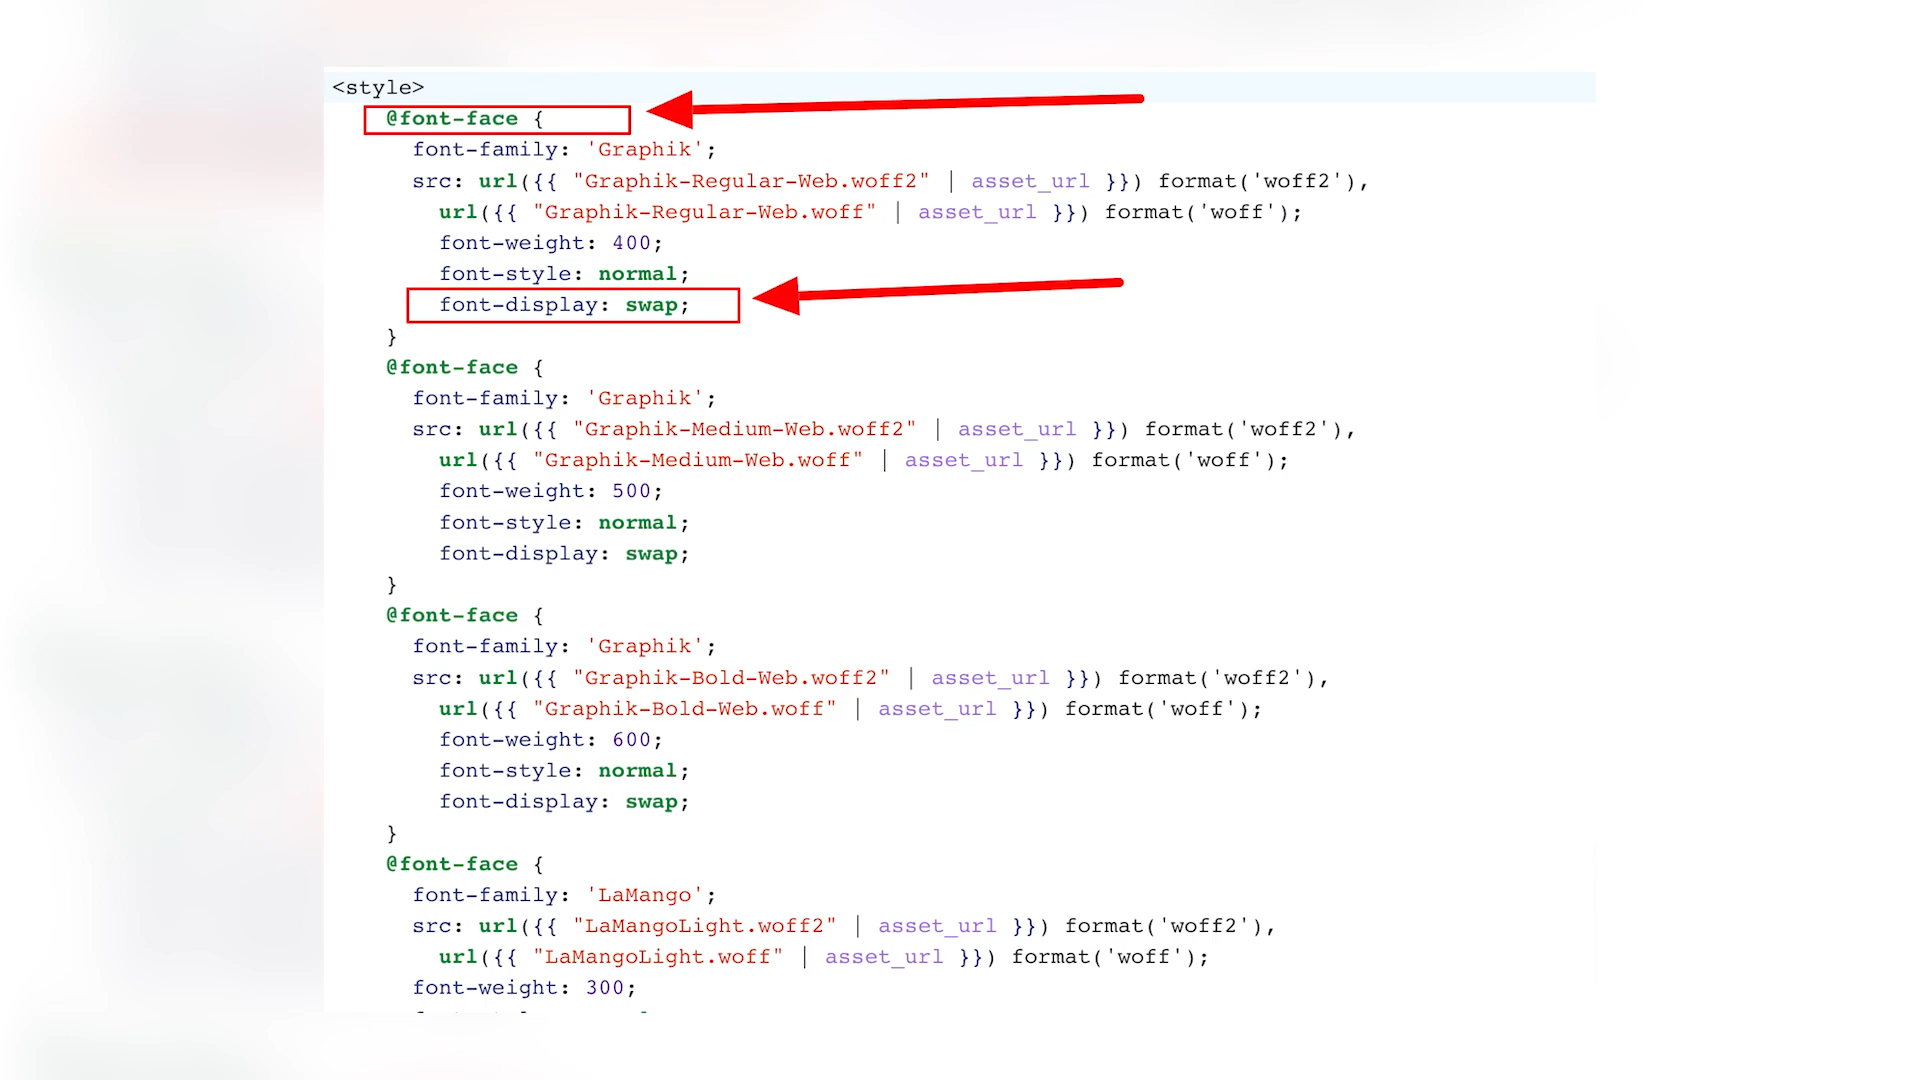 <style>
@font-face {
font-family: 'Graphik';
src: url({{ "Graphik-Regular-Web.woff2" | asset_url }}) format('woff2'),
url({{ "Graphik-Regular-Web.woff" | asset_url }}) format('woff');
font-weight: 400;
font-style: normal;
font-display: swap;
}
@font-face {
font-family: 'Graphik';
src: url({{ "Graphik-Medium-Web.woff2" | asset_url }}) format('woff2'),
url({{ "Graphik-Medium-Web.woff" | asset_url }}) format('woff');
font-weight: 500;
font-style: normal;
font-display: swap;
}
@font-face {
font-family: 'Graphik';
src: url({{ "Graphik-Bold-Web.woff2" | asset_url }}) format('woff2'),
url({{ "Graphik-Bold-Web.woff" | asset_url }}) format('woff');
font-weight: 600;
font-style: normal;
font-display: swap;
}
@font-face {
font-family: 'LaMango';
src: url({{ "LaMangoLight.woff2" | asset_url }}) format('woff2'),
url({{ "LaMangoLight.woff" | asset_url }}) format('woff');
font-weight: 300;